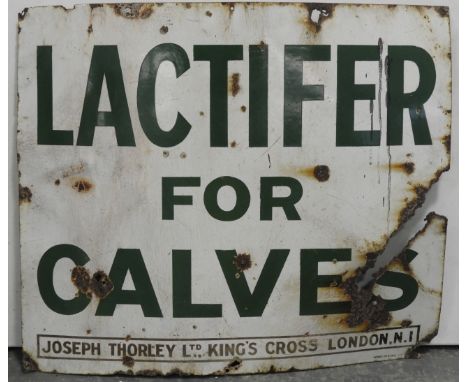 LACTIFER
FOR
CALVES
JOSEPH THORLEY LTD. KING'S CROSS LONDON. N.1